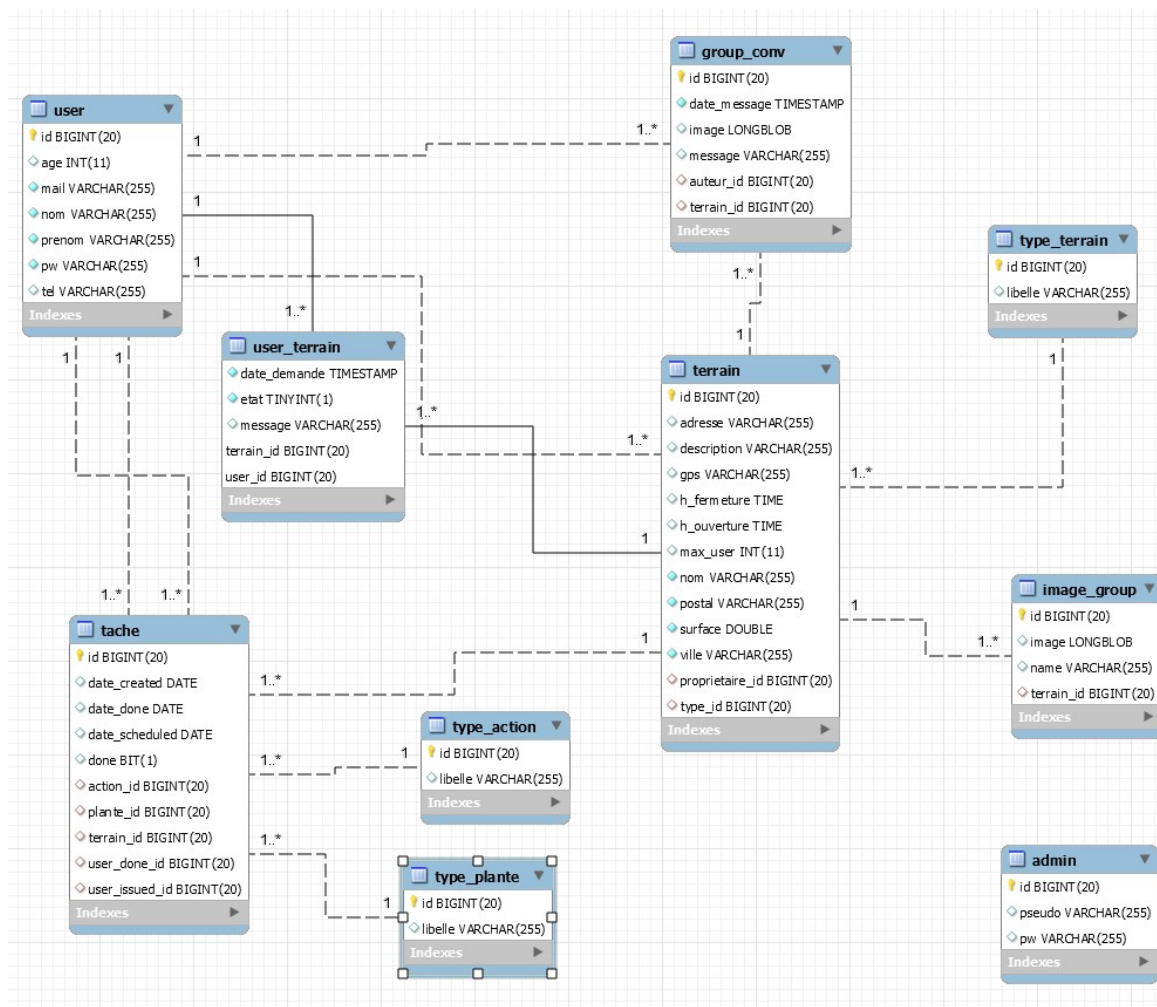 user
id BIGINT(20)
age INT(11)
mail VARCHAR(255)
nom VARCHAR(255)
prenom VARCHAR(255)
pw VARCHAR(255)
tel VARCHAR(255)
Indexes
group_conv
id BIGINT(20)
date_message TIMESTAMP
image LONGBLOB
message VARCHAR(255)
auteur_id BIGINT(20)
terrain_id BIGINT(20)
Indexes
type_terrain
id BIGINT(20)
libelle VARCHAR(255)
Indexes
user_terrain
date_demande TIMESTAMP
etat TINYINT(1)
message VARCHAR(255)
terrain_id BIGINT(20)
user_id BIGINT(20)
Indexes
terrain
id BIGINT(20)
adresse VARCHAR(255)
description VARCHAR(255)
gps VARCHAR(255)
h_fermeture TIME
h_ouverture TIME
max_user INT(11)
nom VARCHAR(255)
postal VARCHAR(255)
surface DOUBLE
ville VARCHAR(255)
proprietaire_id BIGINT(20)
type_id BIGINT(20)
Indexes
image_group
id BIGINT(20)
image LONGBLOB
name VARCHAR(255)
terrain_id BIGINT(20)
Indexes
tache
id BIGINT(20)
date_created DATE
date_done DATE
date_scheduled DATE
done BIT(1)
action_id BIGINT(20)
plante_id BIGINT(20)
terrain_id BIGINT(20)
user_done_id BIGINT(20)
user_issued_id BIGINT(20)
Indexes
type_action
id BIGINT(20)
libelle VARCHAR(255)
Indexes
type_plante
id BIGINT(20)
libelle VARCHAR(255)
Indexes
admin
id BIGINT(20)
pseudo VARCHAR(255)
pw VARCHAR(255)
Indexes
1
1..*
1
1..*
1
1..*
1
1..*
1
1..*
1
1..*
1
1..*
1
1..*
1
1..*
1
1..*
1
1..*
1
1..*